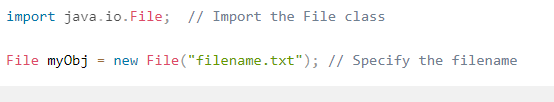 import java.io.File;  // Import the File class
File myObj = new File("filename.txt"); // Specify the filename